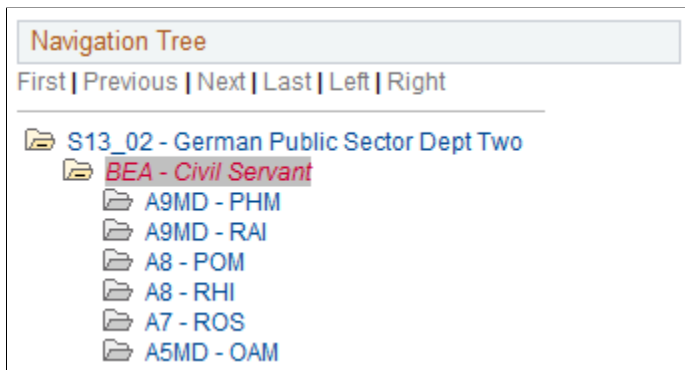 Navigation Tree
First | Previous | Next | Last | Left | Right
S13_02 - German Public Sector Dept Two
BEA - Civil Servant
A9MD - PHM
A9MD - RAI
A8 - POM
A8 - RHI
A7 - ROS
A5MD - OAM